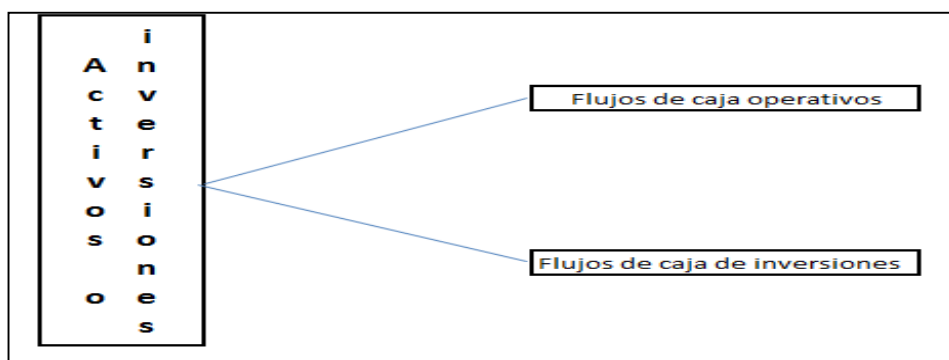 Activos o
inversiones
Flujos de caja operativos
Flujos de caja de inversiones